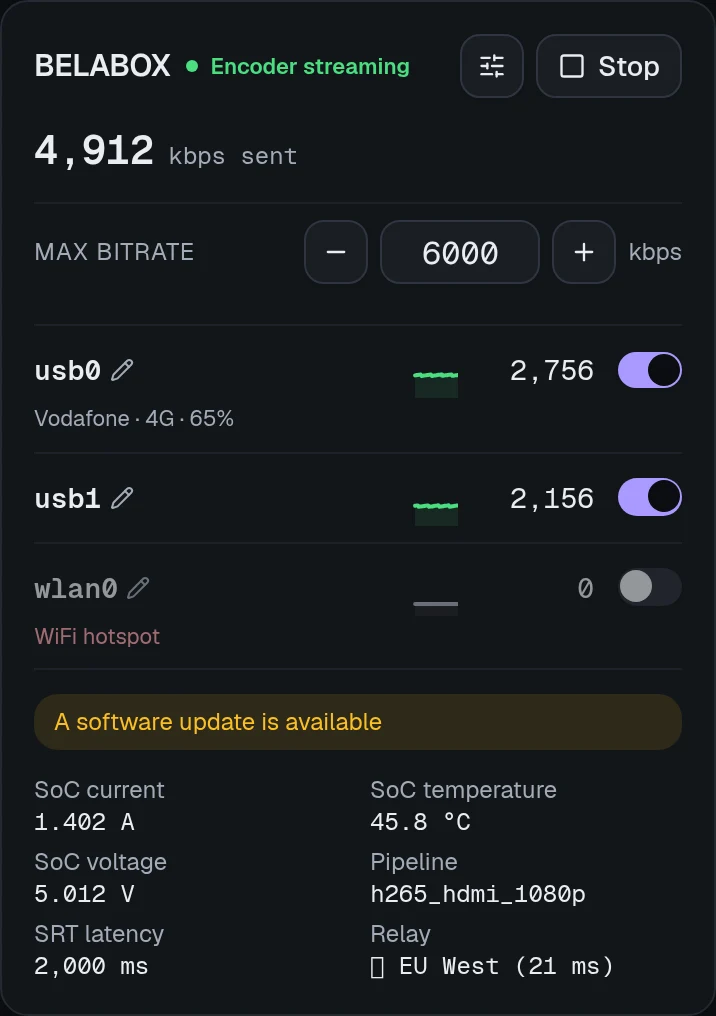 BELABOX Encoder streaming Stop
4,912 kbps sent
MAX BITRATE − 6000 + kbps
usb0 2,756
Vodafone · 4G · 65%
usb1 2,156
wlan0 0
WiFi hotspot
A software update is available
SoC current SoC temperature
1.402 A 45.8 °C
SoC voltage Pipeline
5.012 V h265_hdmi_1080p
SRT latency Relay
2,000 ms EU West (21 ms)